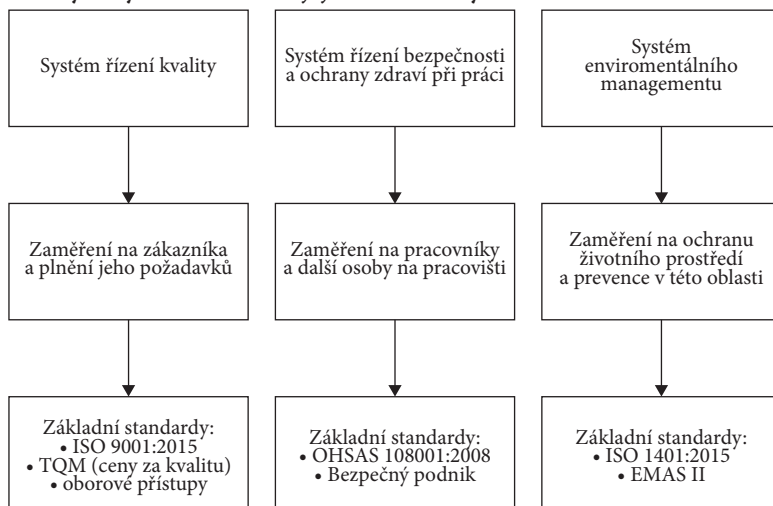 Systém řízení kvality
Systém řízení bezpečnosti
a ochrany zdraví při práci
Systém
enviromentálního
managementu
Zaměření na zákazníka
a plnění jeho požadavků
Zaměření na pracovníky
a další osoby na pracovišti
Zaměření na ochranu
životního prostředí
a prevence v této oblasti
Základní standardy:
• ISO 9001:2015
• TQM (ceny za kvalitu)
• oborové přístupy
Základní standardy:
• OHSAS 108001:2008
• Bezpečný podnik
Základní standardy:
• ISO 1401:2015
• EMAS II